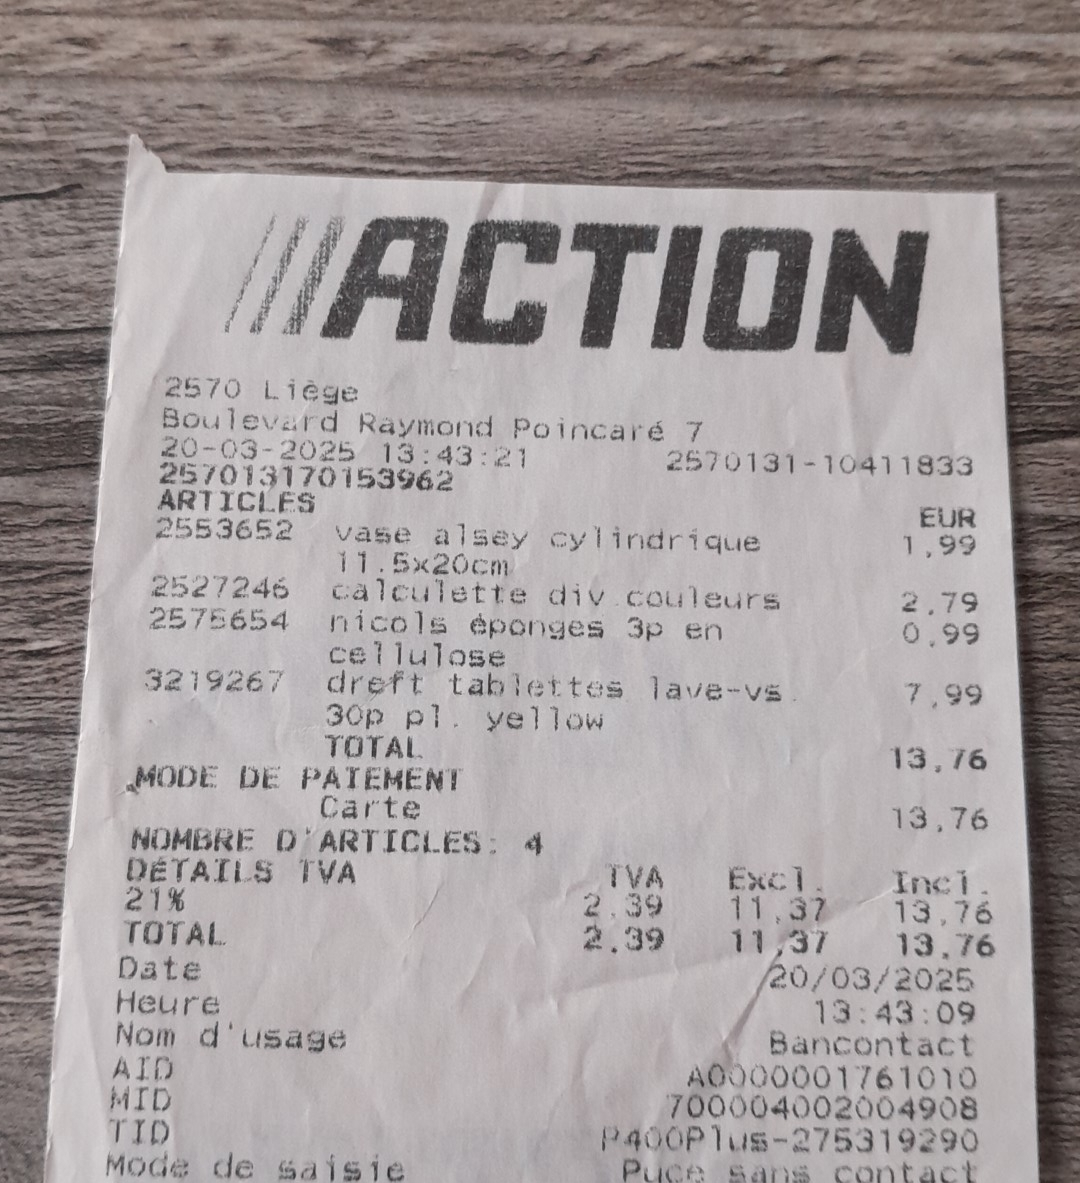 ACTION
2570 Liège
Boulevard Raymond Poincaré 7
20-03-2025 13:43:21 2570131-10411833
257013170153962
ARTICLES EUR
2553652 vase alsey cylindrique 1,99
11.5x20cm
2527246 calculette div.couleurs 2,79
2575654 nicols éponges 3p en 0,99
cellulose
3219267 dreft tablettes lave-vs. 7,99
30p pl. yellow
TOTAL 13,76
MODE DE PAIEMENT
Carte 13,76
NOMBRE D'ARTICLES: 4
DÉTAILS TVA TVA Excl. Incl.
21% 2.39 11,37 13,76
TOTAL 2.39 11,37 13,76
Date 20/03/2025
Heure 13:43:09
Nom d'usage Bancontact
AID A0000001761010
MID 700004002004908
TID P400Plus-275319290
Mode de saisie Puce sans contact